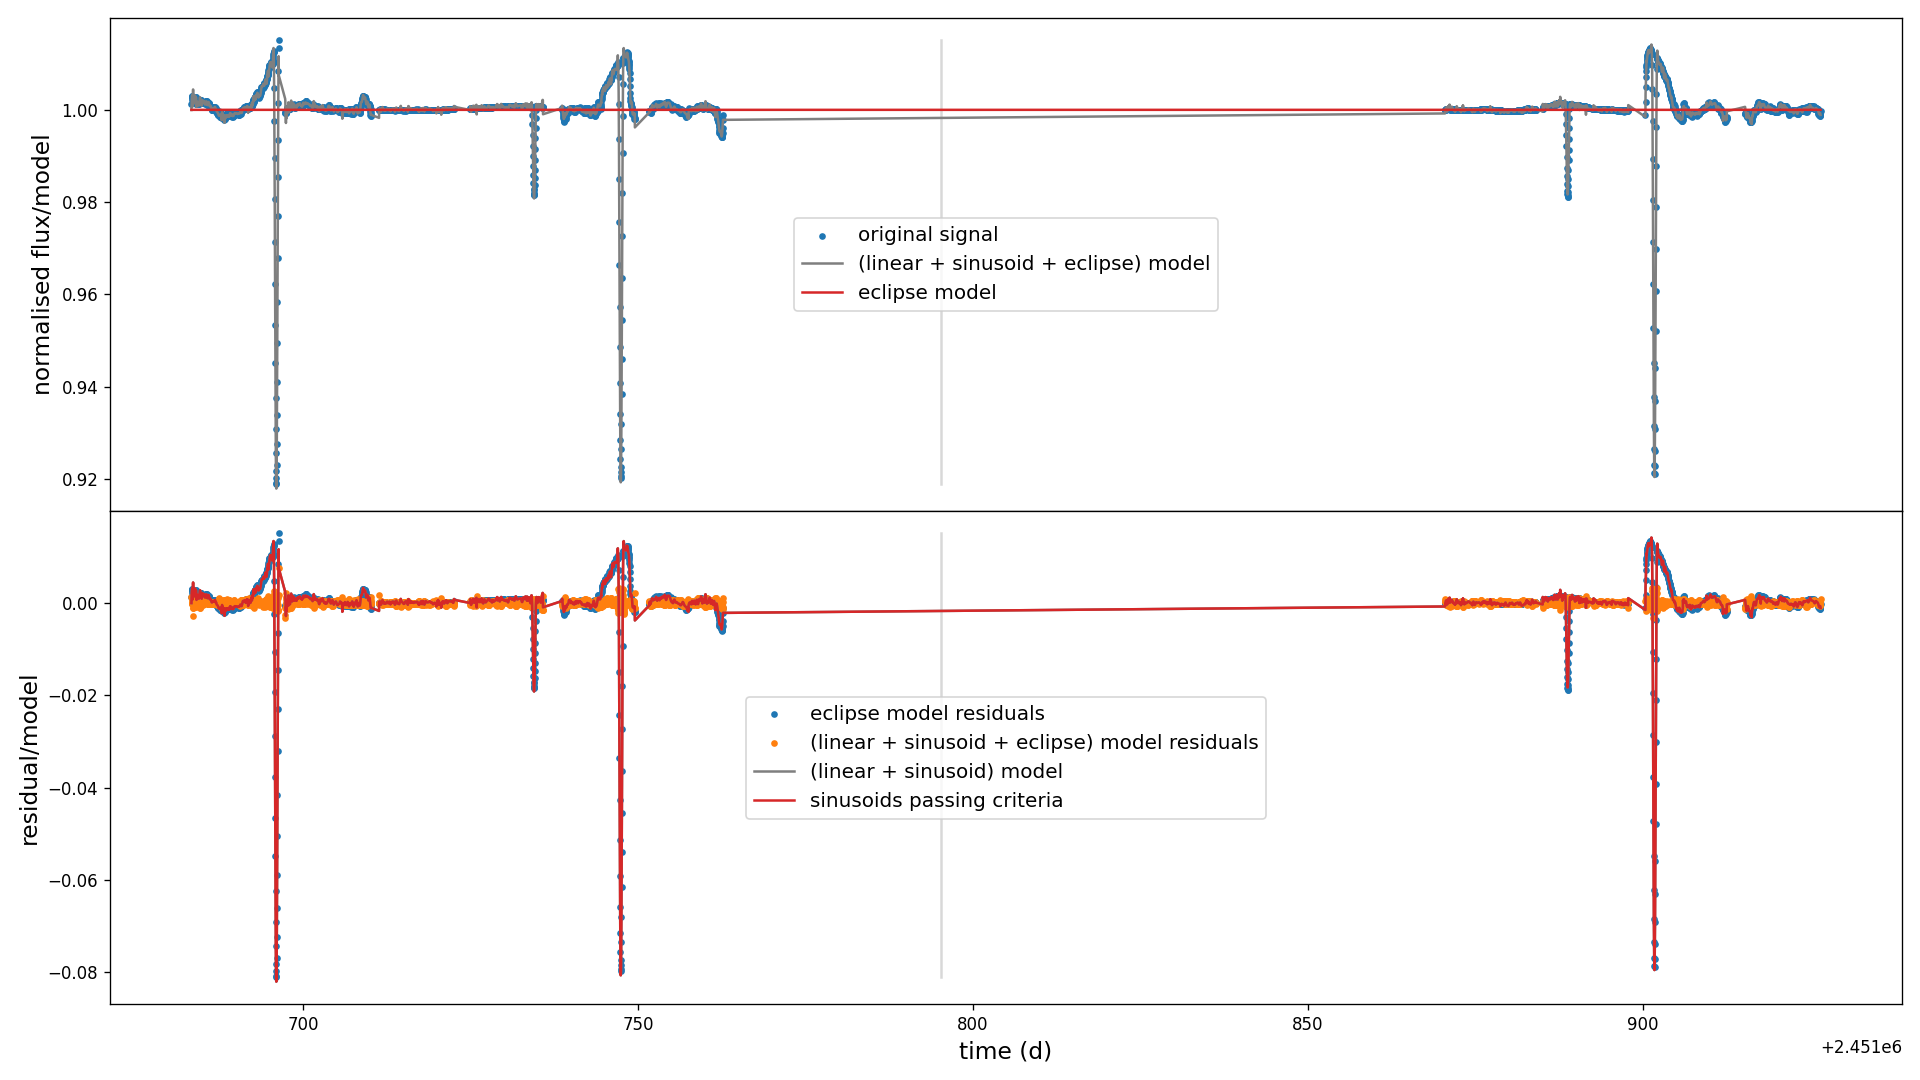 normalised flux/model
1.00
0.98
0.96
0.94
0.92
original signal
(linear + sinusoid + eclipse) model
eclipse model
residual/model
0.00
−0.02
−0.04
−0.06
−0.08
eclipse model residuals
(linear + sinusoid + eclipse) model residuals
(linear + sinusoid) model
sinusoids passing criteria
700
750
800
850
900
time (d)
+2.451e6